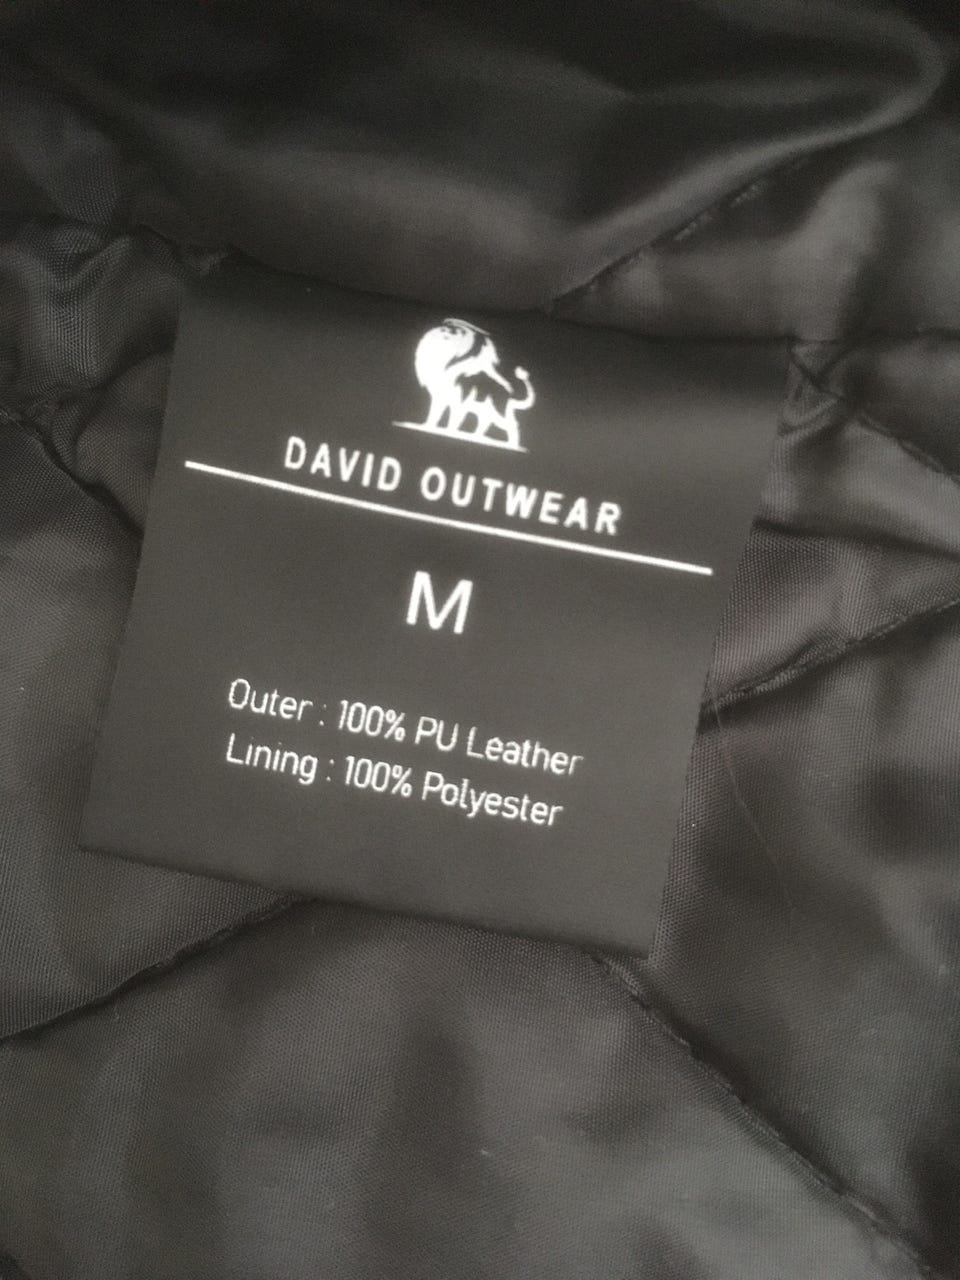 DAVID OUTWEAR
M
Outer : 100% PU Leather
Lining : 100% Polyester